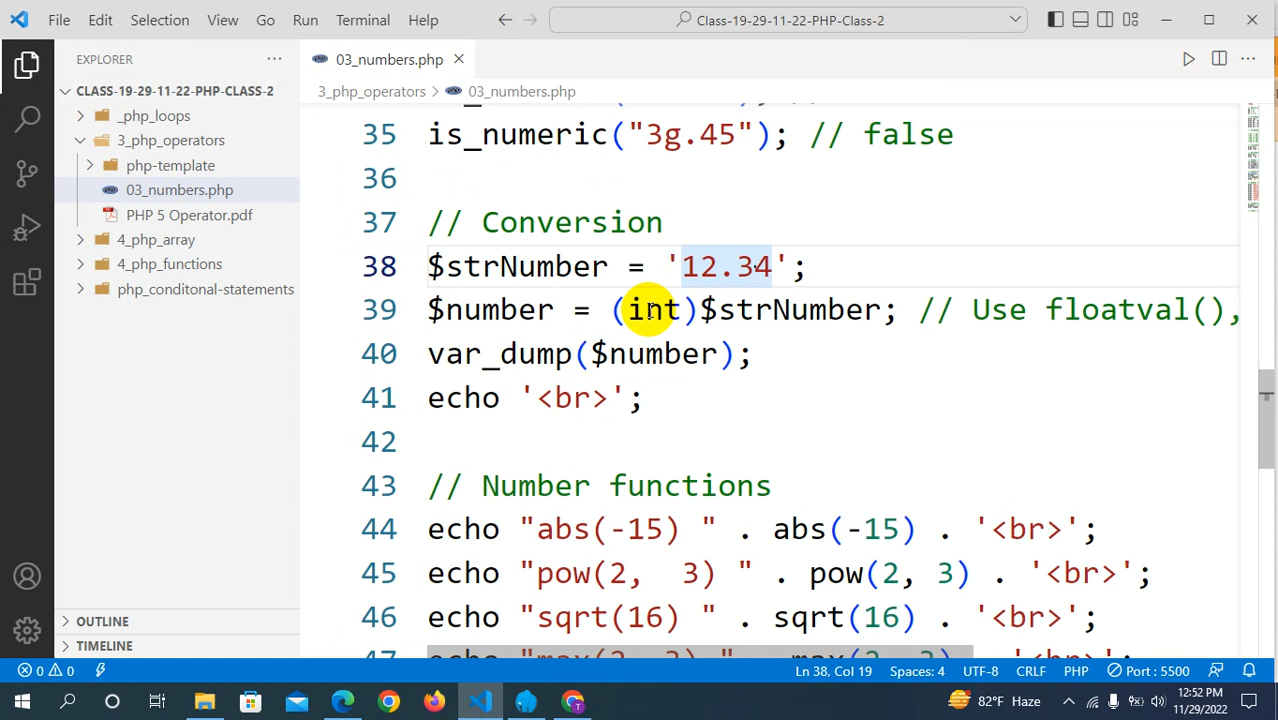 File Edit Selection View Go Run Terminal Help
Class-19-29-11-22-PHP-Class-2
EXPLORER
03_numbers.php
CLASS-19-29-11-22-PHP-CLASS-2
_php_loops
3_php_operators
php-template
03_numbers.php
PHP 5 Operator.pdf
4_php_array
4_php_functions
php_conditonal-statements
OUTLINE
TIMELINE
3_php_operators > 03_numbers.php
35 is_numeric("3g.45"); // false
36
37 // Conversion
38 $strNumber = '12.34';
39 $number = (int)$strNumber; // Use floatval(),
40 var_dump($number);
41 echo '<br>';
42
43 // Number functions
44 echo "abs(-15) " . abs(-15) . '<br>';
45 echo "pow(2,  3) " . pow(2, 3) . '<br>';
46 echo "sqrt(16) " . sqrt(16) . '<br>';
0 0
Ln 38, Col 19 Spaces: 4 UTF-8 CRLF PHP Port : 5500
82°F Haze
12:52 PM
11/29/2022